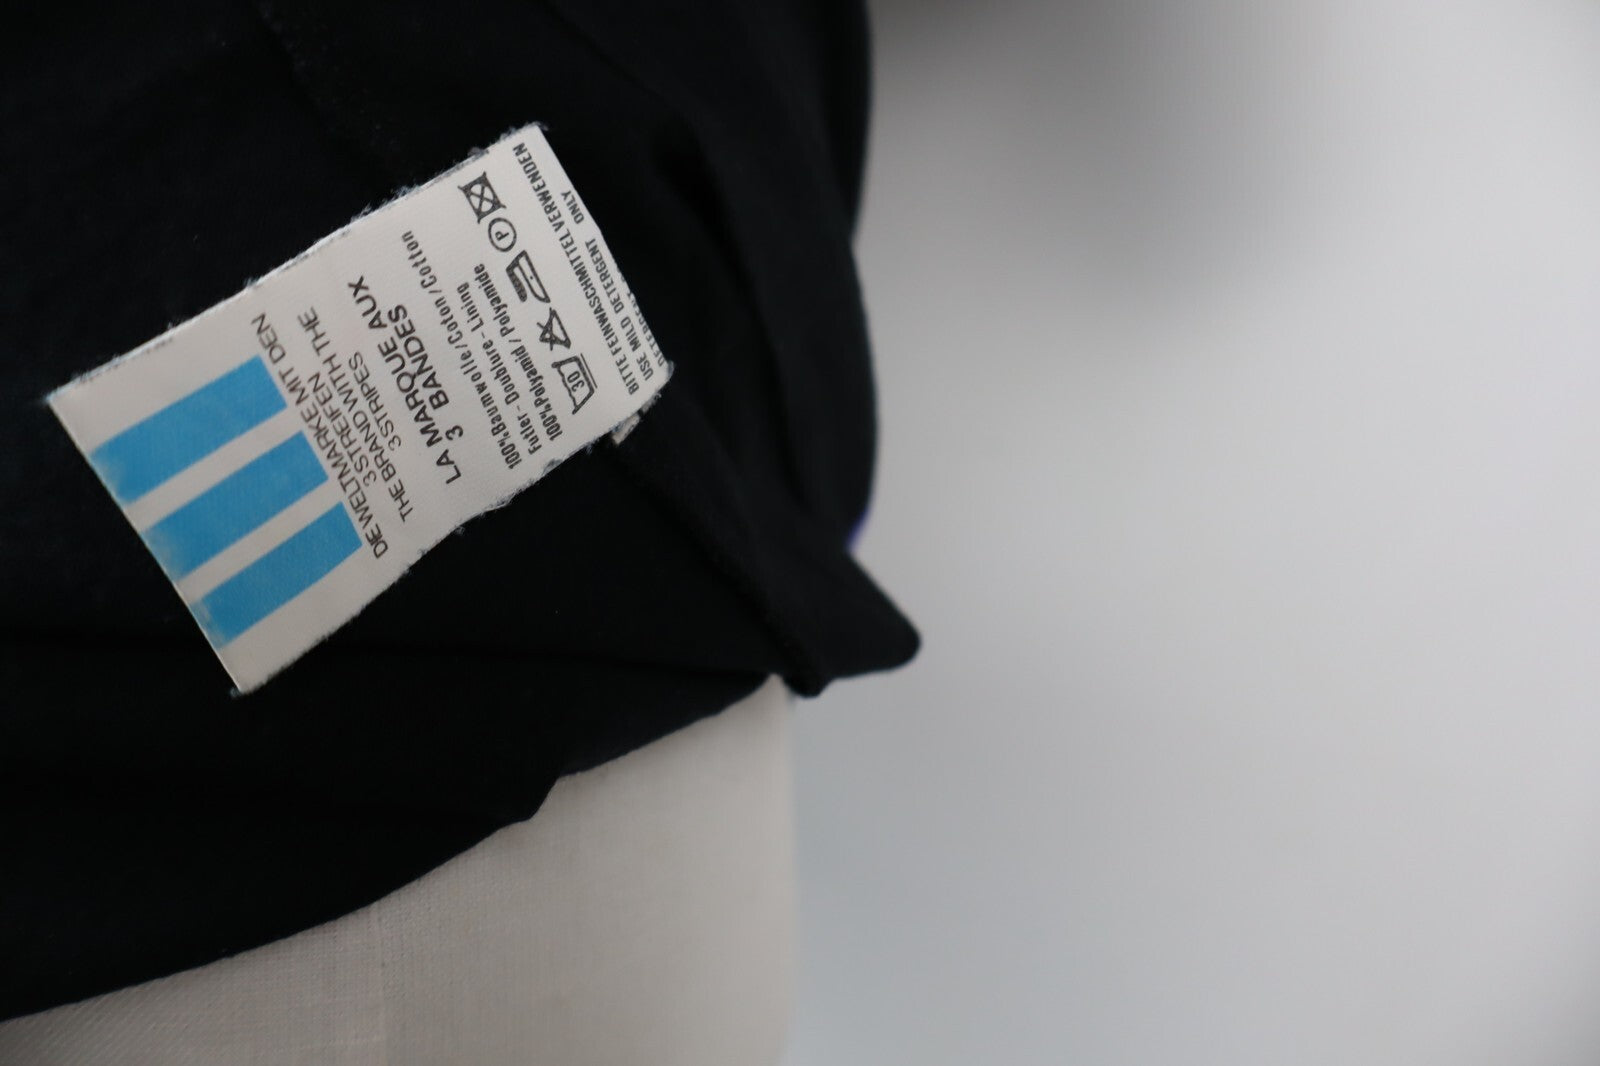 DIE WELTMARKE MIT DEN
3 STREIFEN
THE BRAND WITH THE
3 STRIPES
LA MARQUE AUX
3 BANDES
100% Baumwolle/Coton/Cotton
Futter-Doublure-Lining
100% Polyamid/Polyamide
30
P
BITTE FEINWASCHMITTEL VERWENDEN
USE MILD DETERGENT ONLY